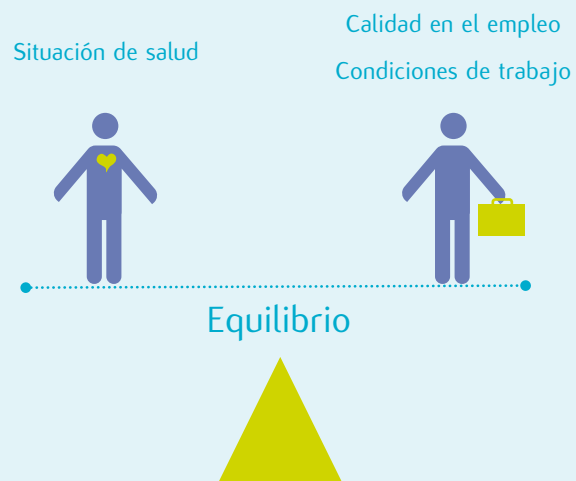 Situación de salud
Calidad en el empleo
Condiciones de trabajo
Equilibrio